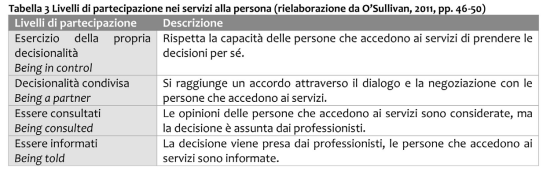 Tabella 3 Livelli di partecipazione nei servizi alla persona (rielaborazione da O'Sullivan, 2011, pp. 46-50)
Livelli di partecipazione Descrizione
Esercizio della propria decisionalità
Being in control
Rispetta la capacità delle persone che accedono ai servizi di prendere le
decisioni per sé.
Decisionalità condivisa
Being a partner
Si raggiunge un accordo attraverso il dialogo e la negoziazione con le
persone che accedono ai servizi.
Essere consultati
Being consulted
Le opinioni delle persone che accedono ai servizi sono considerate, ma
la decisione è assunta dai professionisti.
Essere informati
Being told
La decisione viene presa dai professionisti, le persone che accedono ai
servizi sono informate.